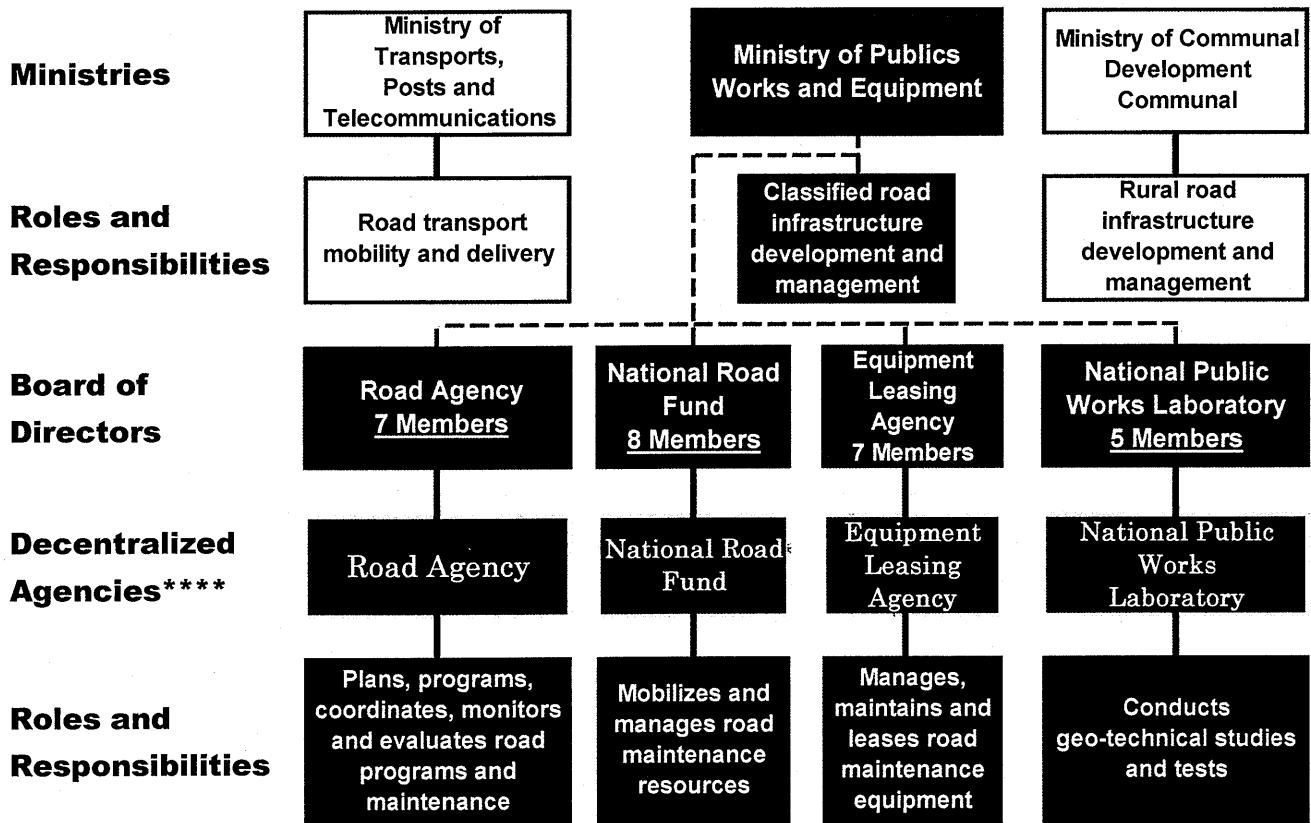 Ministries
Ministry of
Transports,
Posts and
Telecommunications
Ministry of Publics
Works and Equipment
Ministry of Communal
Development
Communal
Roles and
Responsibilities
Road transport
mobility and delivery
Classified road
infrastructure
development and
management
Rural road
infrastructure
development and
management
Board of
Directors
Road Agency
7 Members
National Road
Fund
8 Members
Equipment
Leasing
Agency
7 Members
National Public
Works Laboratory
5 Members
Decentralized
Agencies****
Road Agency
National Road
Fund
Equipment
Leasing
Agency
National Public
Works
Laboratory
Roles and
Responsibilities
Plans, programs,
coordinates, monitors
and evaluates road
programs and
maintenance
Mobilizes and
manages road
maintenance
resources
Manages,
maintains and
leases road
maintenance
equipment
Conducts
geo-technical studies
and tests